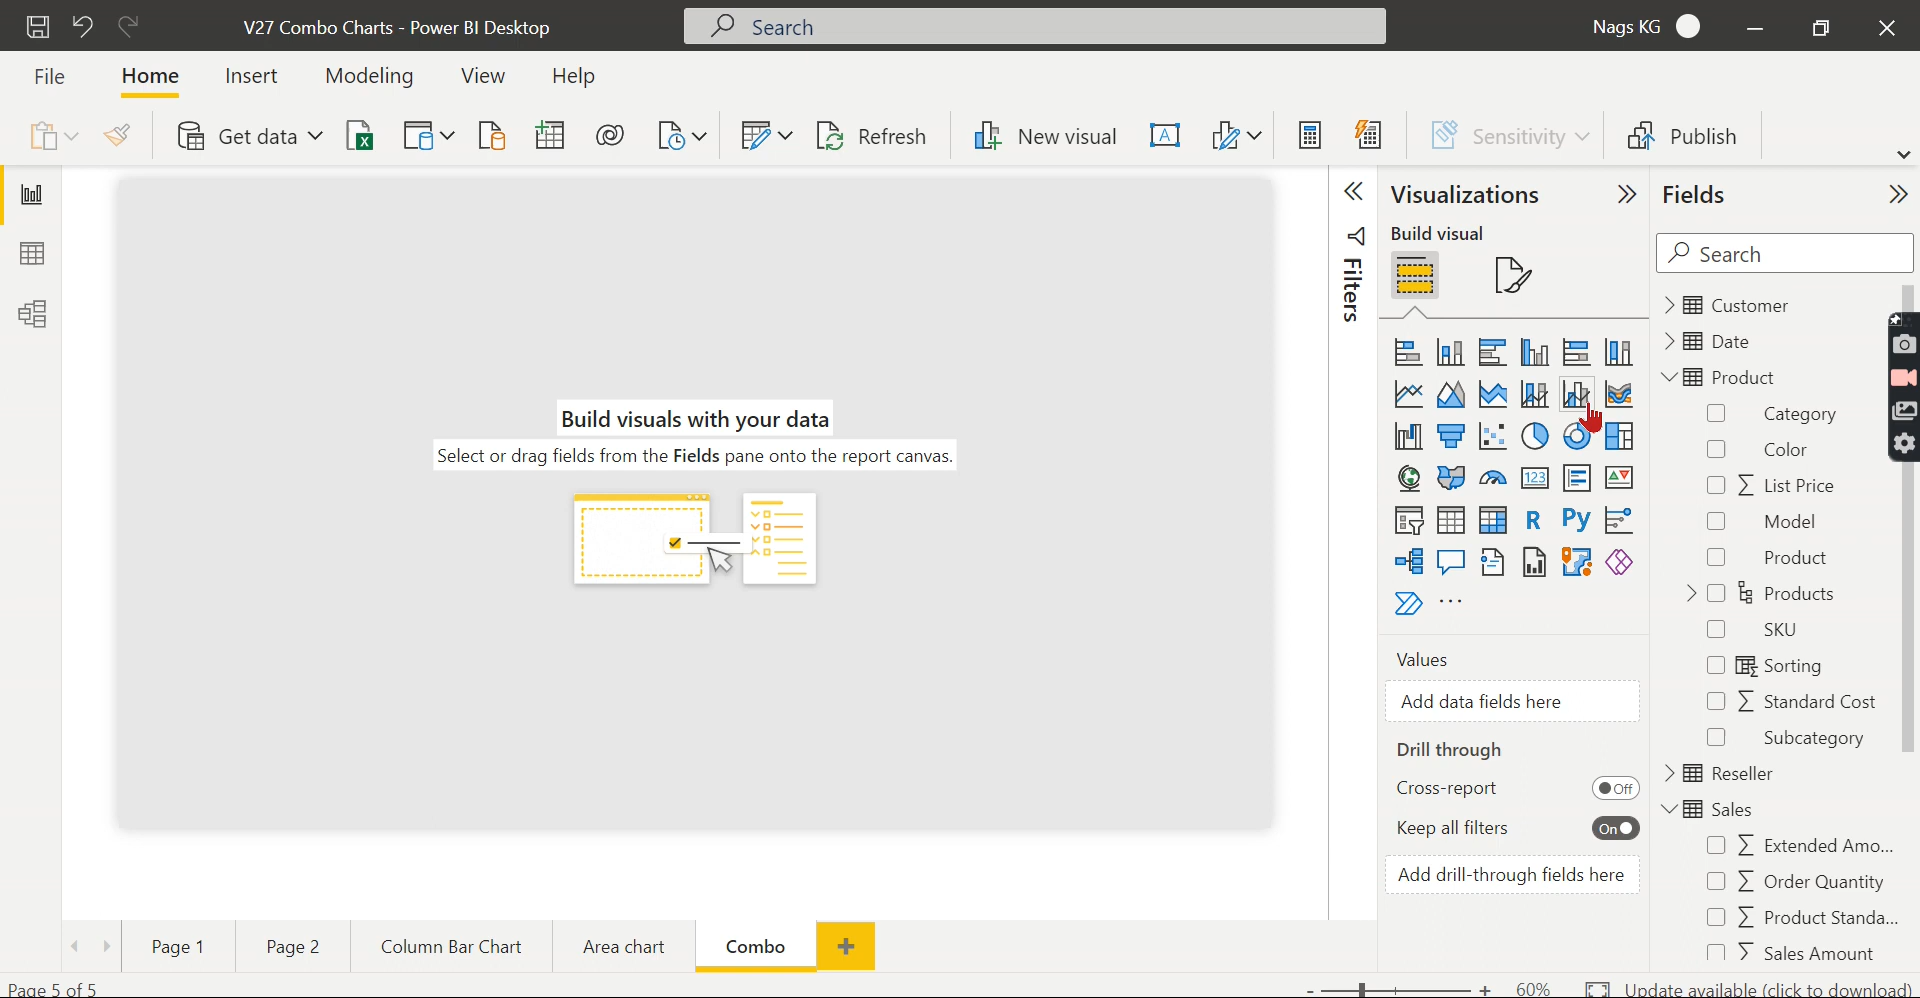 V27 Combo Charts - Power BI Desktop
Search
Nags KG
File
Home
Insert
Modeling
View
Help
Get data
Refresh
New visual
Sensitivity
Publish
Build visuals with your data
Select or drag fields from the Fields pane onto the report canvas.
Filters
Visualizations
Build visual
123
R
Py
Values
Add data fields here
Drill through
Cross-report
Off
Keep all filters
On
Add drill-through fields here
Fields
Search
Customer
Date
Product
Category
Color
List Price
Model
Product
Products
SKU
Sorting
Standard Cost
Subcategory
Reseller
Sales
Extended Amo...
Order Quantity
Product Standa...
Sales Amount
Page 1
Page 2
Column Bar Chart
Area chart
Combo
Page 5 of 5
60%
Update available (click to download)